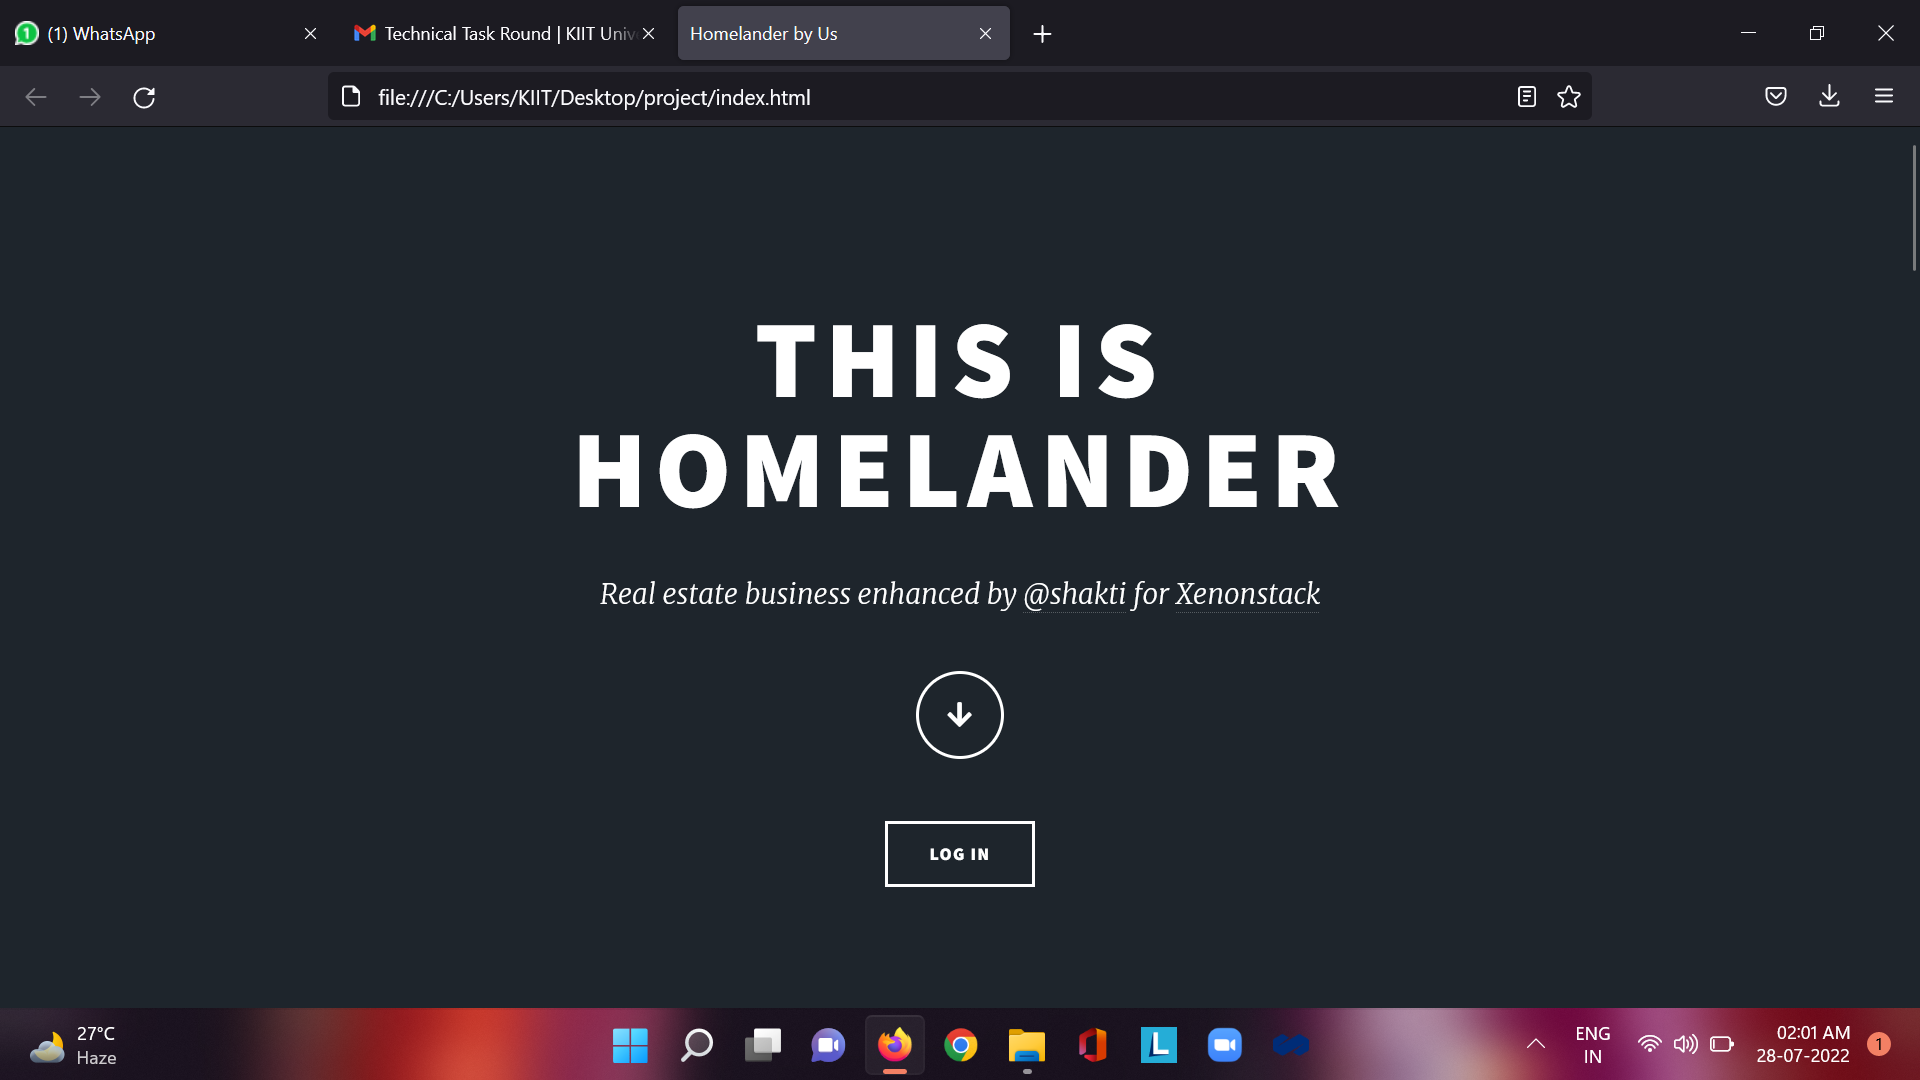 (1) WhatsApp
Technical Task Round | KIIT Univ
Homelander by Us
file:///C:/Users/KIIT/Desktop/project/index.html
THIS IS
HOMELANDER
Real estate business enhanced by @shakti for Xenonstack
LOG IN
27°C
Haze
L
ENG
IN
02:01 AM
28-07-2022
1